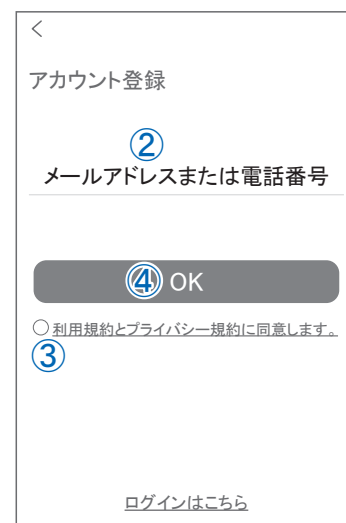 <
アカウント登録
②
メールアドレスまたは電話番号
④ OK
○ 利用規約とプライバシー規約に同意します。
③
ログインはこちら